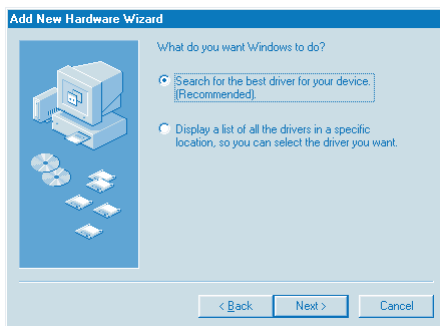 Add New Hardware Wizard
What do you want Windows to do?
Search for the best driver for your device.
(Recommended).
Display a list of all the drivers in a specific
location, so you can select the driver you want.
< Back
Next >
Cancel